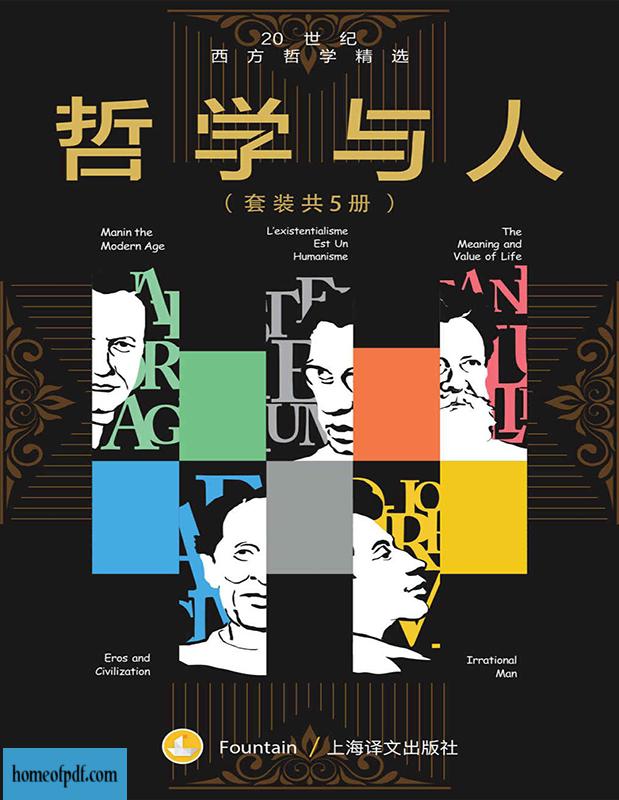 20世纪
西方哲学精选
哲学与人
（套装共5册）
Manin the
Modern Age
L'existentialisme
Est Un
Humanisme
The
Meaning and
Value of Life
Eros and
Civilization
Irrational
Man
Fountain / 上海译文出版社
homeofpdf.com